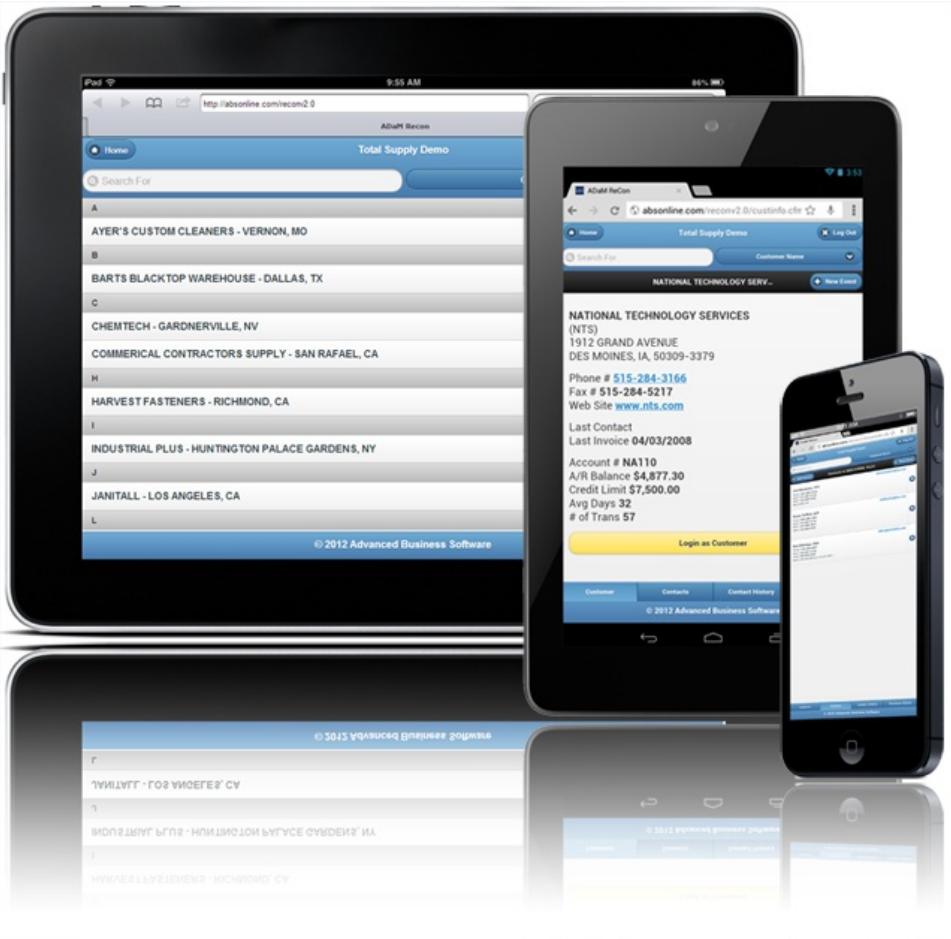 iPad
9:55 AM
86%
http://absonline.com/reconv2.0
ADaM Recon
Home
Total Supply Demo
Search For
A
AYER'S CUSTOM CLEANERS - VERNON, MO
B
BARTS BLACKTOP WAREHOUSE - DALLAS, TX
C
CHEMTECH - GARDNERVILLE, NV
COMMERICAL CONTRACTORS SUPPLY - SAN RAFAEL, CA
H
HARVEST FASTENERS - RICHMOND, CA
I
INDUSTRIAL PLUS - HUNTINGTON PALACE GARDENS, NY
J
JANITALL - LOS ANGELES, CA
L
© 2012 Advanced Business Software
3:53
ADaM ReCon
absonline.com/reconv2.0/custinfo.cfm
Home
Total Supply Demo
Log Out
Search For
Customer Name
NATIONAL TECHNOLOGY SERV...
New Event
NATIONAL TECHNOLOGY SERVICES
(NTS)
1912 GRAND AVENUE
DES MOINES, IA, 50309-3379
Phone # 515-284-3166
Fax # 515-284-5217
Web Site www.nts.com
Last Contact
Last Invoice 04/03/2008
Account # NA110
A/R Balance $4,877.30
Credit Limit $7,500.00
Avg Days 32
# of Trans 57
Login as Customer
Customer
Contacts
Contact History
© 2012 Advanced Business Software